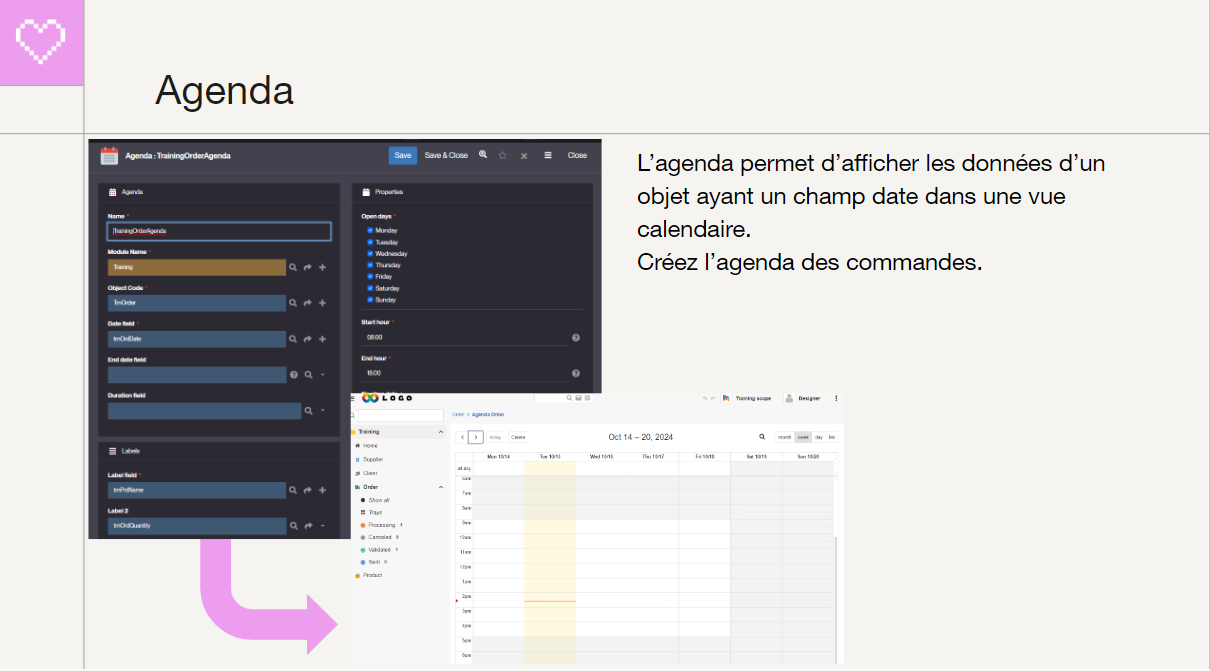 Agenda
Agenda : TrainingOrderAgenda
Save
Save & Close
Close
Agenda
Name *
TrainingOrderAgenda
Module Name *
Training
Object Code *
TrnOrder
Date field *
trnOrdDate
End date field
Duration field
Labels
Label field *
trnPrdName
Label 2
trnOrdQuantity
Properties
Open days *
Monday
Tuesday
Wednesday
Thursday
Friday
Saturday
Sunday
Start hour *
08:00
End hour *
18:00
L'agenda permet d'afficher les données d'un
objet ayant un champ date dans une vue
calendaire.
Créez l'agenda des commandes.
LOGO
Training scope
Designer
Training
Home
Supplier
Client
Order
Show all
Processing 1
Canceled 0
Validated 1
Sent 0
Product
Order > Agenda Order
today
Create
Oct 14 – 20, 2024
month week day list
Mon 10/14 Tue 10/15 Wed 10/16 Thu 10/17 Fri 10/18 Sat 10/19 Sun 10/20
all day
6am
7am
8am
9am
10am
11am
12pm
1pm
2pm
3pm
4pm
5pm